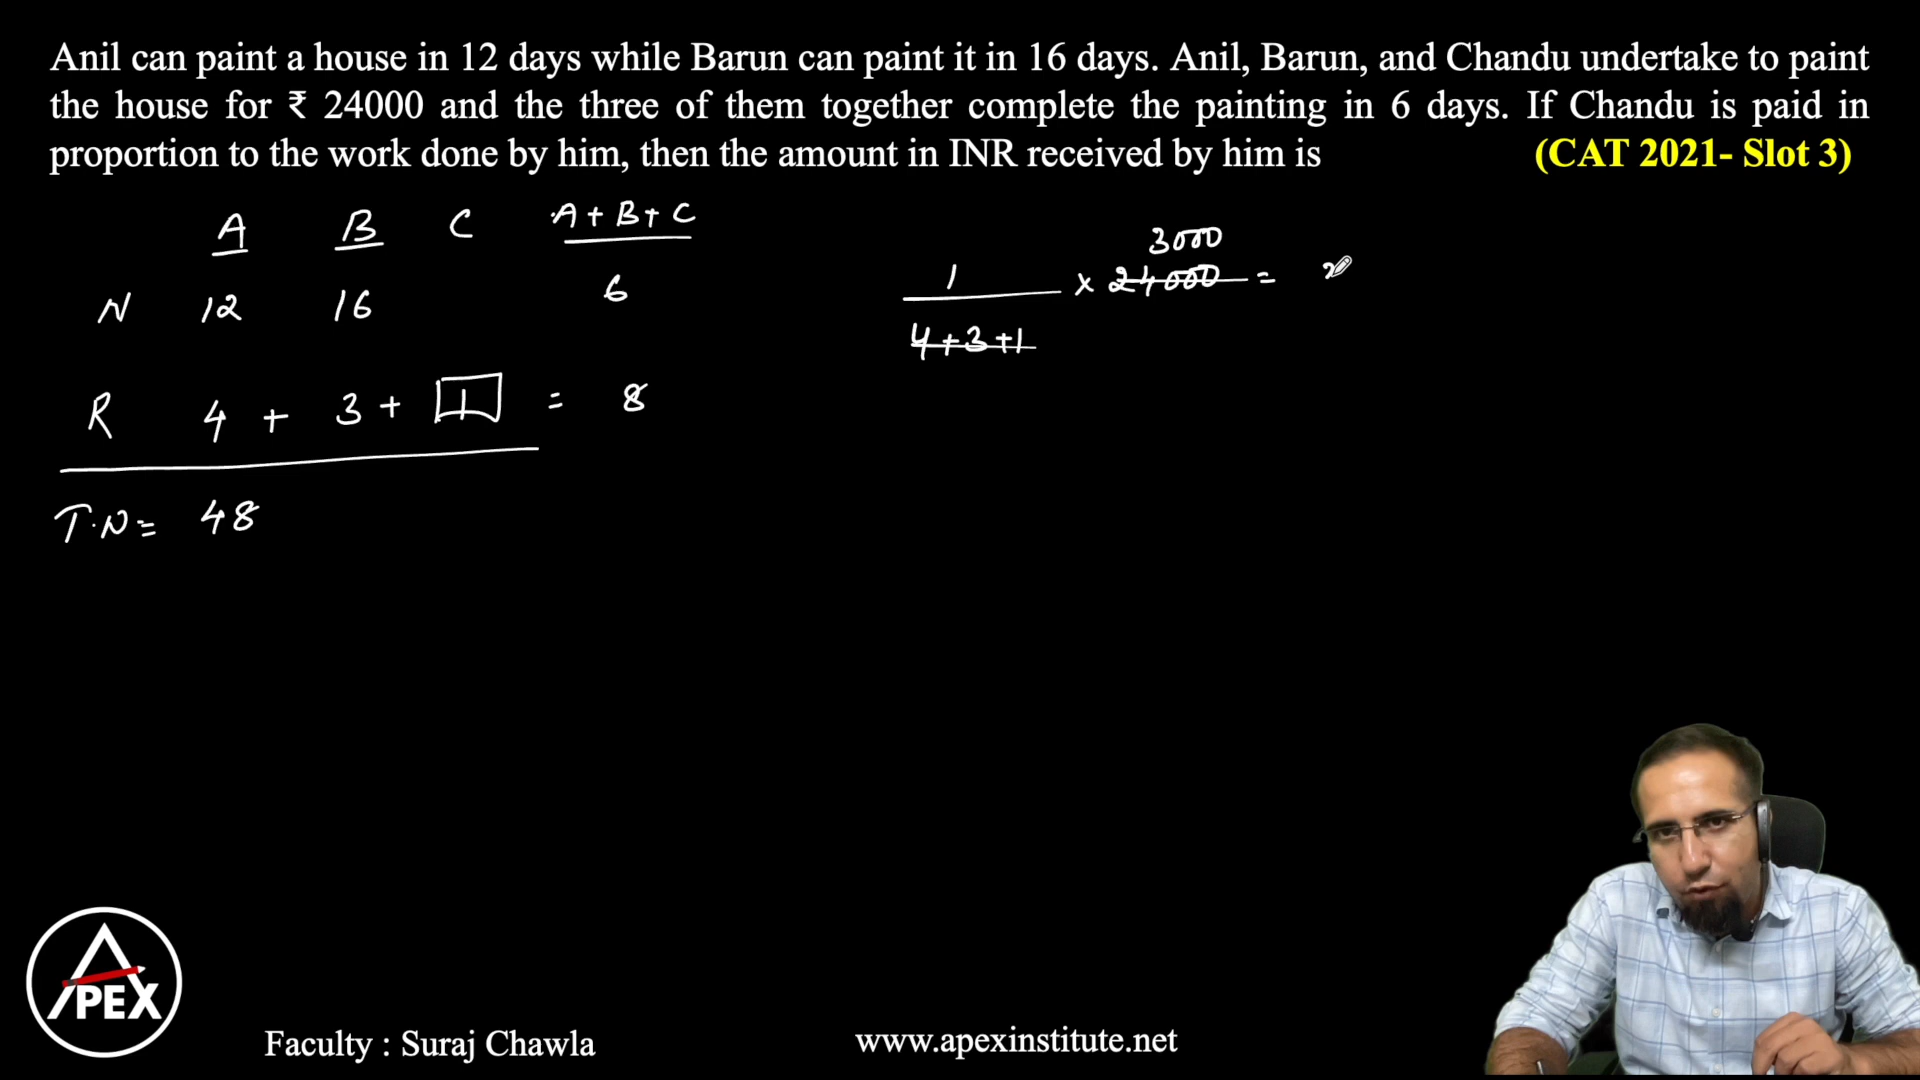 Anil can paint a house in 12 days while Barun can paint it in 16 days. Anil, Barun, and Chandu undertake to paint
the house for ₹ 24000 and the three of them together complete the painting in 6 days. If Chandu is paid in
proportion to the work done by him, then the amount in INR received by him is (CAT 2021- Slot 3)
A B C A + B + C
N 12 16 6
R 4 + 3 + 1 = 8
T.N = 48
3000
1 × 24000 =
4+3+1
APEX
Faculty : Suraj Chawla
www.apexinstitute.net